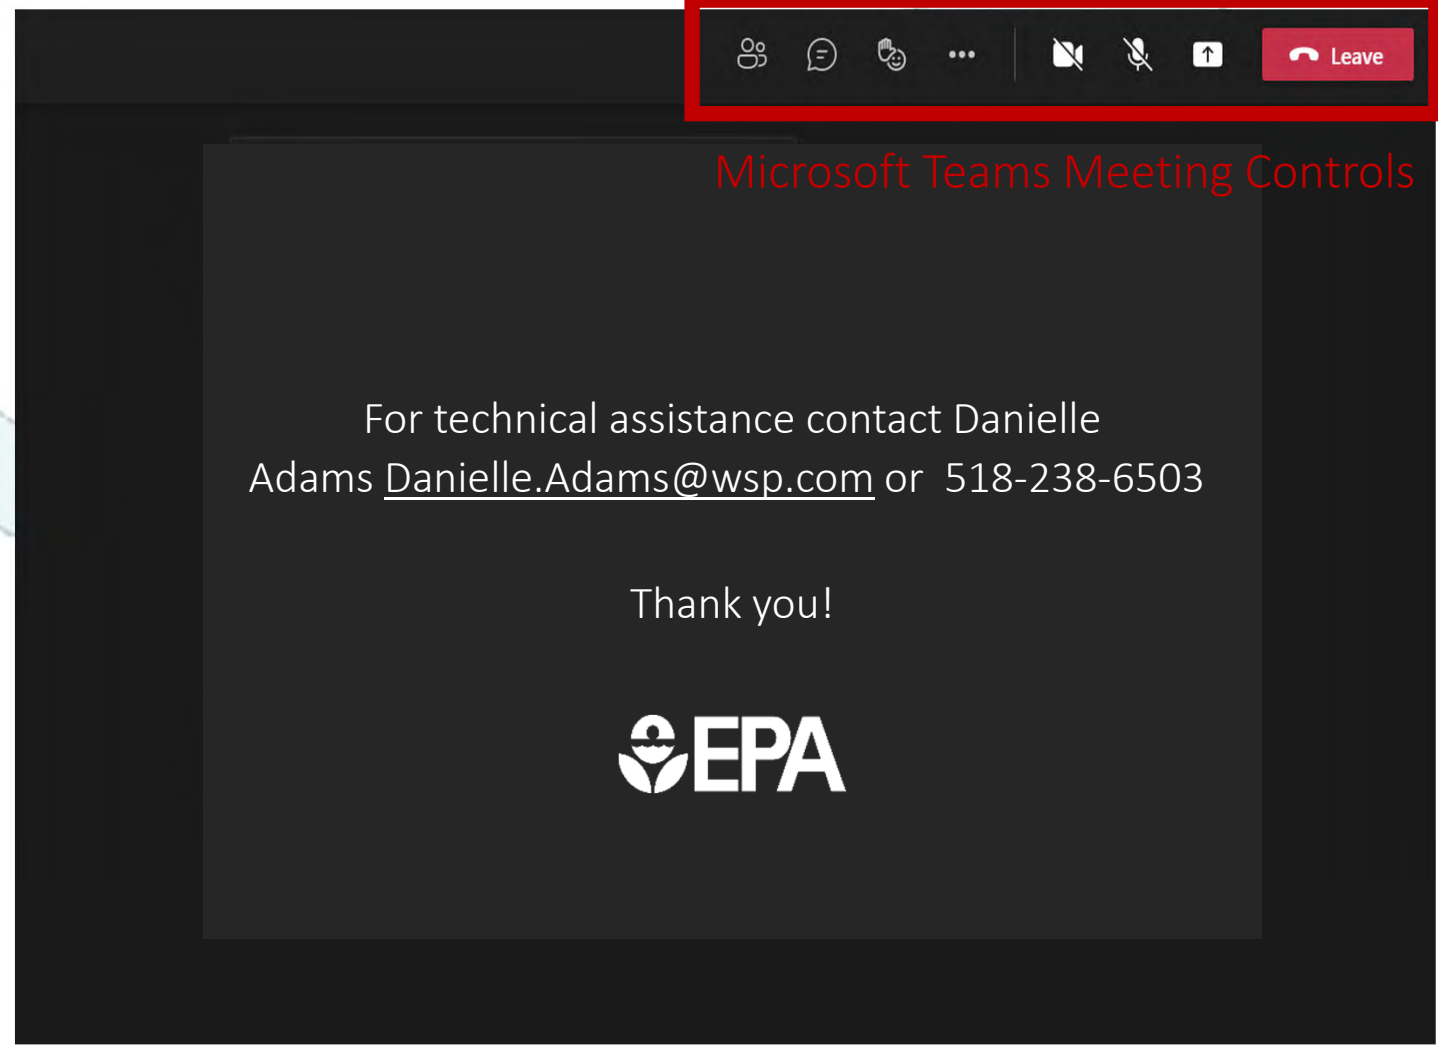 Leave
Microsoft Teams Meeting Controls
For technical assistance contact Danielle
Adams Danielle.Adams@wsp.com or 518-238-6503
Thank you!
EPA